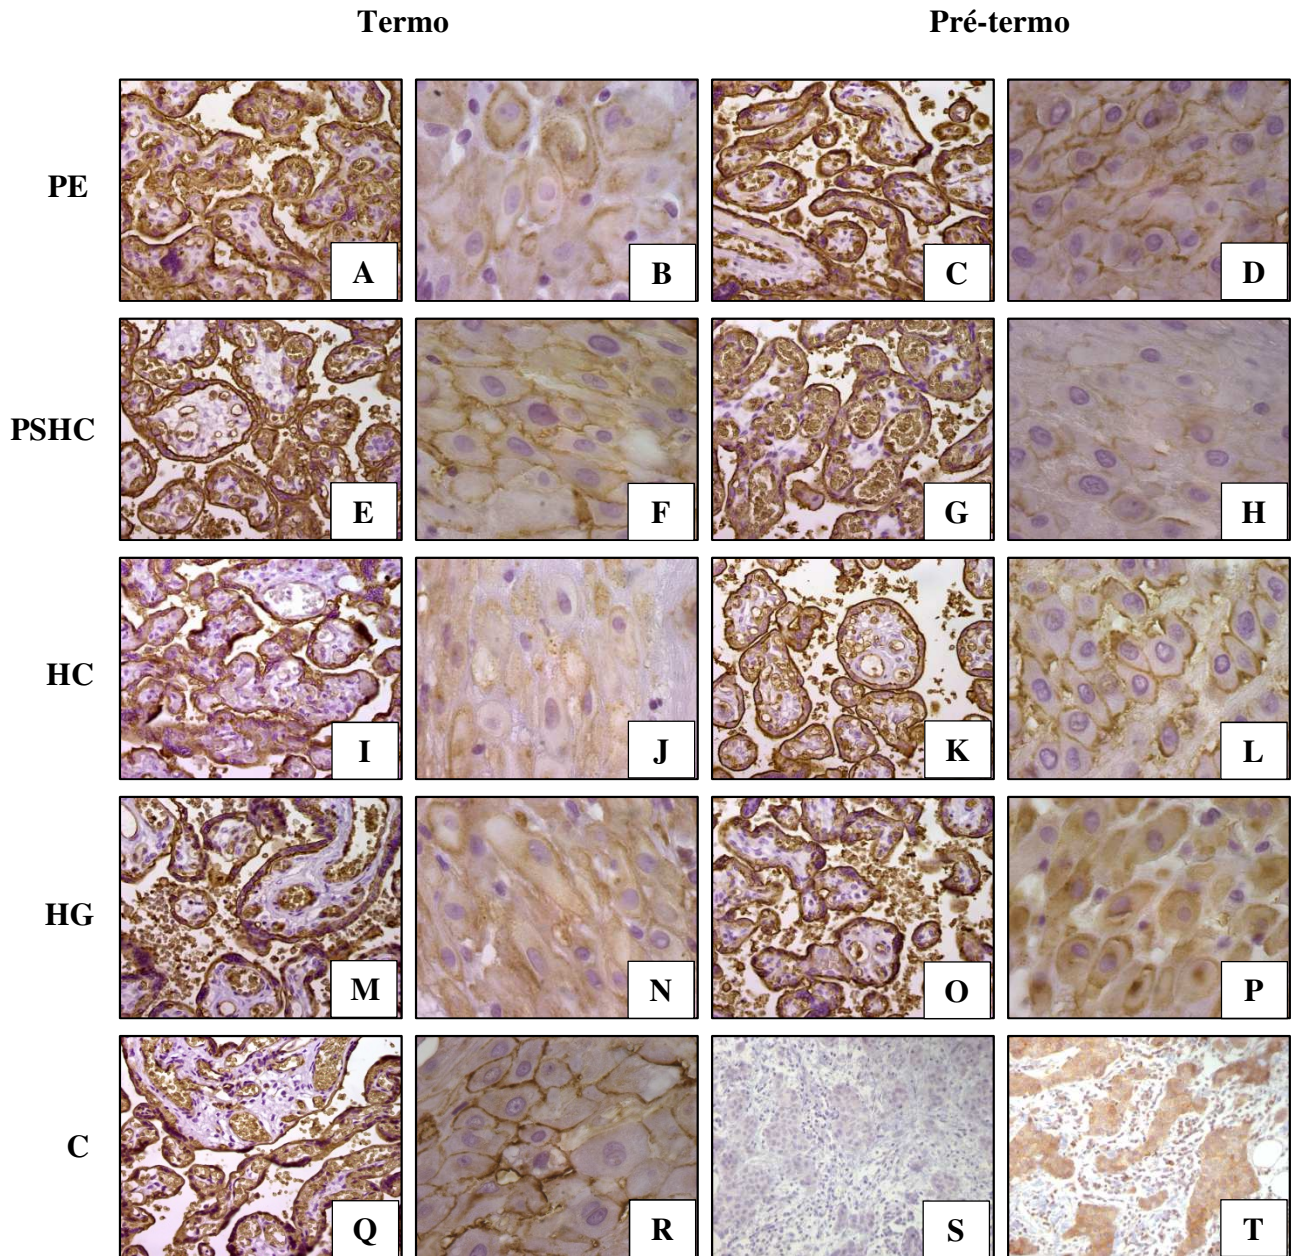 Termo Pré-termo
PE A B C D
PSHC E F G H
HC I J K L
HG M N O P
C Q R S T